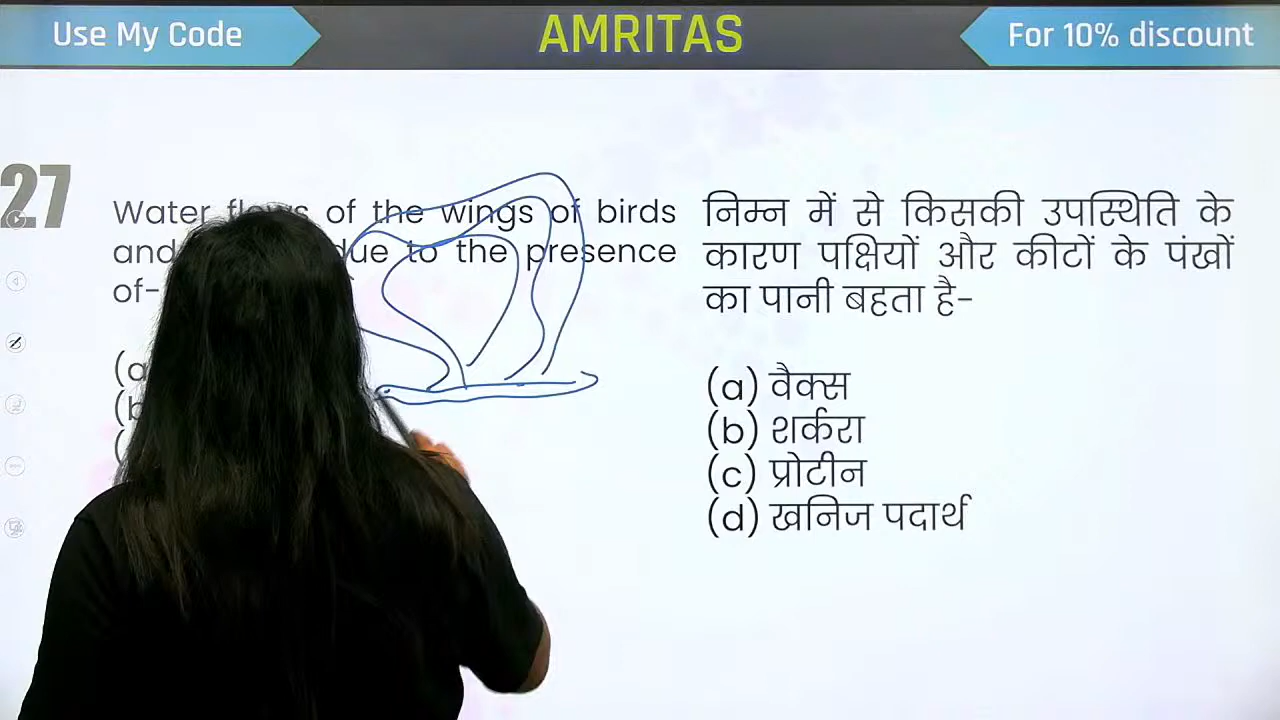 Use My Code
AMRITAS
For 10% discount
27
Water of the wings of birds
and due to the presence
of-
(a
(b
(
निम्न में से किसकी उपस्थिति के
कारण पक्षियों और कीटों के पंखों
का पानी बहता है-
(a) वैक्स
(b) शर्करा
(c) प्रोटीन
(d) खनिज पदार्थ